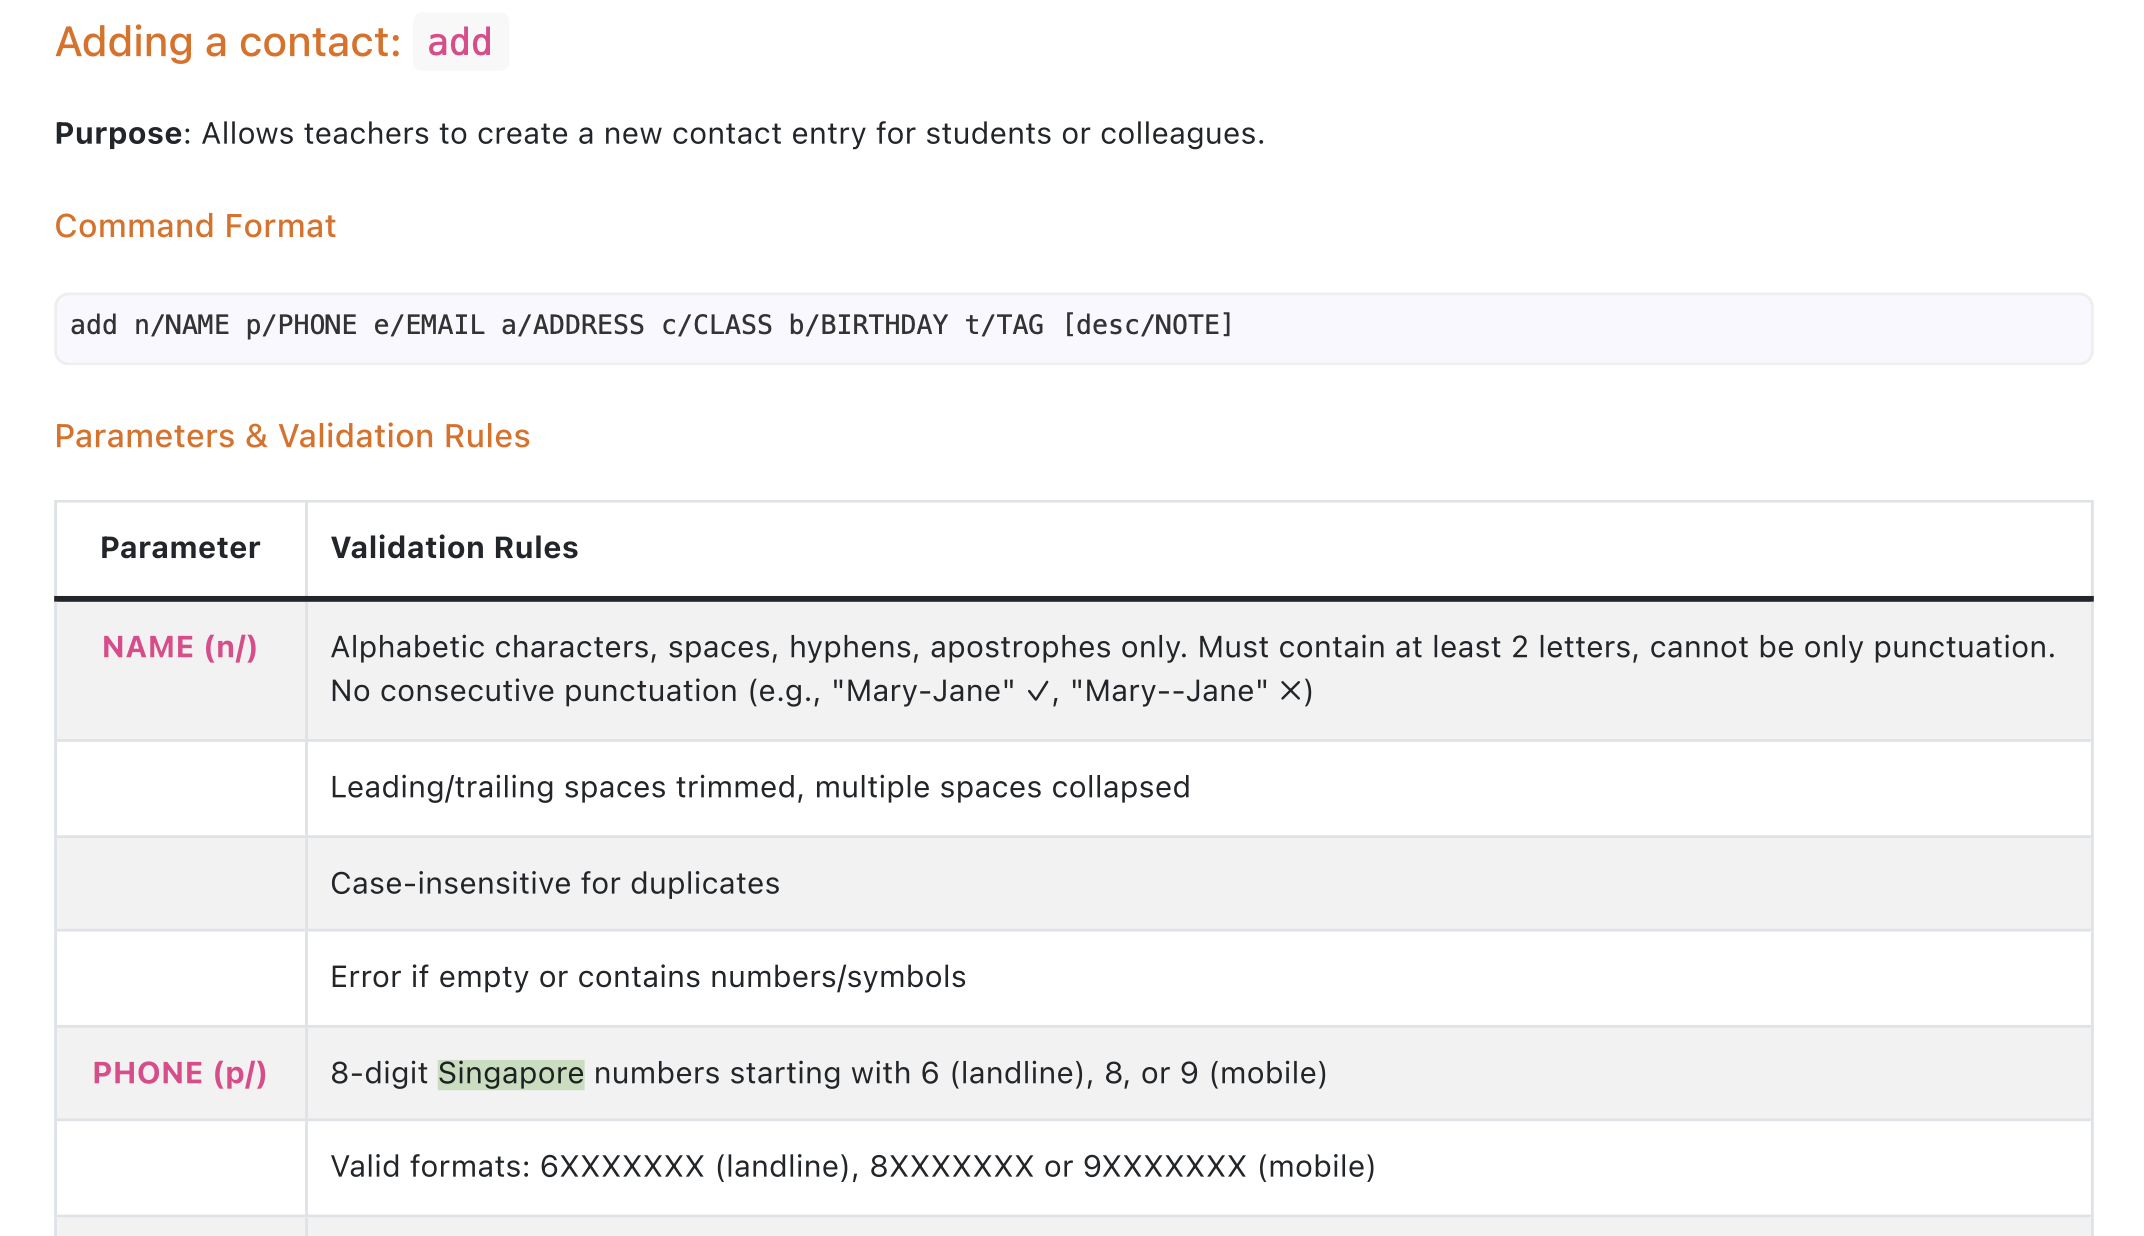 Adding a contact: add
Purpose: Allows teachers to create a new contact entry for students or colleagues.
Command Format
add n/NAME p/PHONE e/EMAIL a/ADDRESS c/CLASS b/BIRTHDAY t/TAG [desc/NOTE]
Parameters & Validation Rules
Parameter Validation Rules
NAME (n/) Alphabetic characters, spaces, hyphens, apostrophes only. Must contain at least 2 letters, cannot be only punctuation.
No consecutive punctuation (e.g., "Mary-Jane" ✓, "Mary--Jane" ✕)
Leading/trailing spaces trimmed, multiple spaces collapsed
Case-insensitive for duplicates
Error if empty or contains numbers/symbols
PHONE (p/) 8-digit Singapore numbers starting with 6 (landline), 8, or 9 (mobile)
Valid formats: 6XXXXXXX (landline), 8XXXXXXX or 9XXXXXXX (mobile)